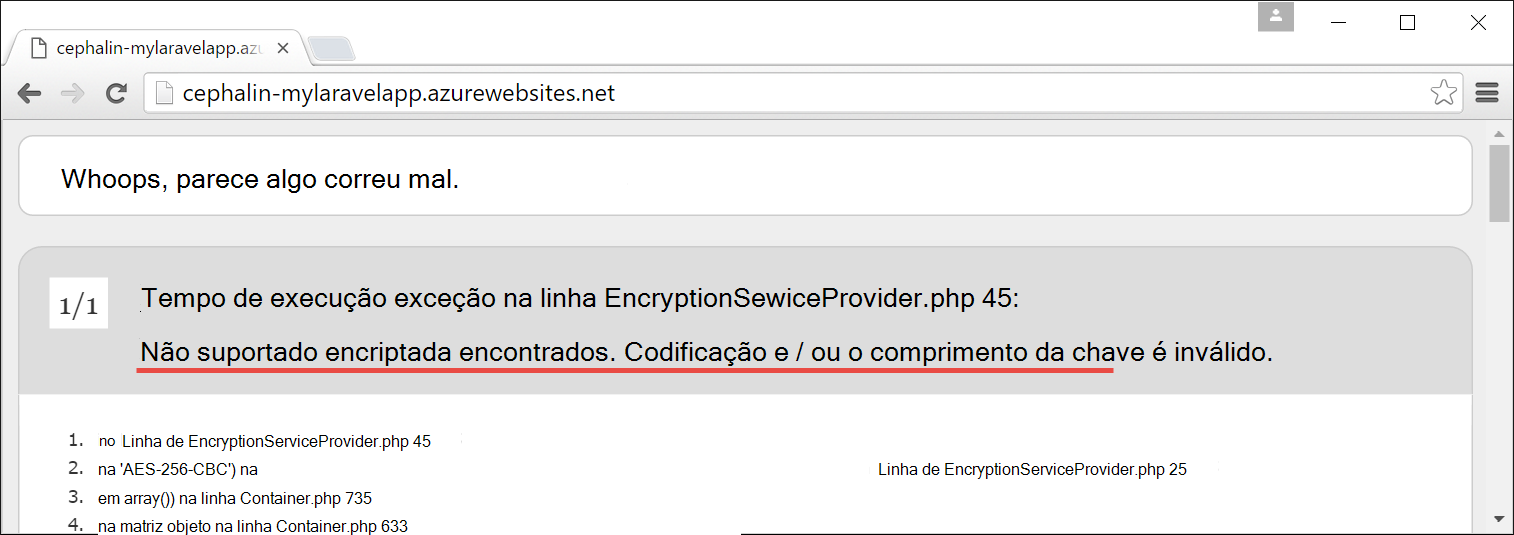 cephalin-mylaravelapp.az
cephalin-mylaravelapp.azurewebsites.net
Whoops, parece algo correu mal.
1/1
Tempo de execução exceção na linha EncryptionSewiceProvider.php 45:
Não suportado encriptada encontrados. Codificação e / ou o comprimento da chave é inválido.
1. no Linha de EncryptionServiceProvider.php 45
2. na 'AES-256-CBC') na Linha de EncryptionServiceProvider.php 25
3. em array()) na linha Container.php 735
4. na matriz objeto na linha Container.php 633